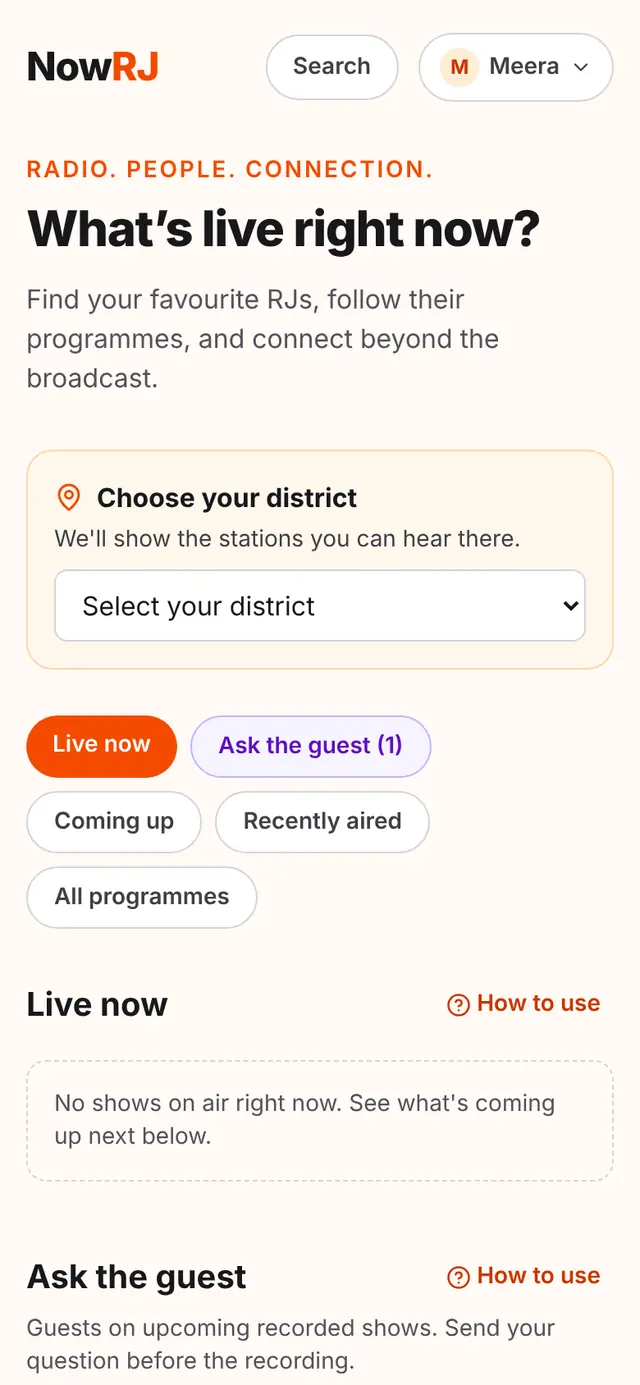 NowRJ
Search
M Meera
RADIO. PEOPLE. CONNECTION.
What’s live right now?
Find your favourite RJs, follow their
programmes, and connect beyond the
broadcast.
Choose your district
We'll show the stations you can hear there.
Select your district
Live now
Ask the guest (1)
Coming up
Recently aired
All programmes
Live now
? How to use
No shows on air right now. See what's coming
up next below.
Ask the guest
? How to use
Guests on upcoming recorded shows. Send your
question before the recording.